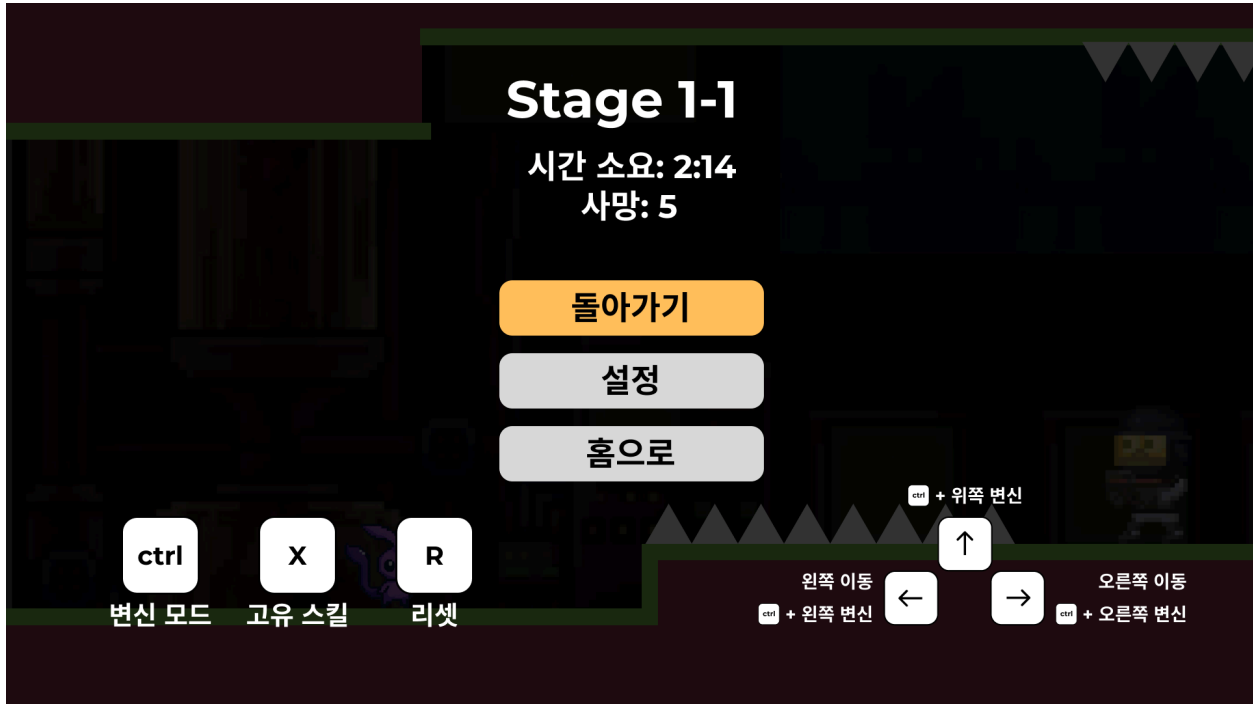 Stage 1-1
시간 소요: 2:14
사망: 5
돌아가기
설정
홈으로
ctrl + 위쪽 변신
↑
ctrl
X
R
변신 모드
고유 스킬
리셋
왼쪽 이동
ctrl + 왼쪽 변신
←
→
오른쪽 이동
ctrl + 오른쪽 변신